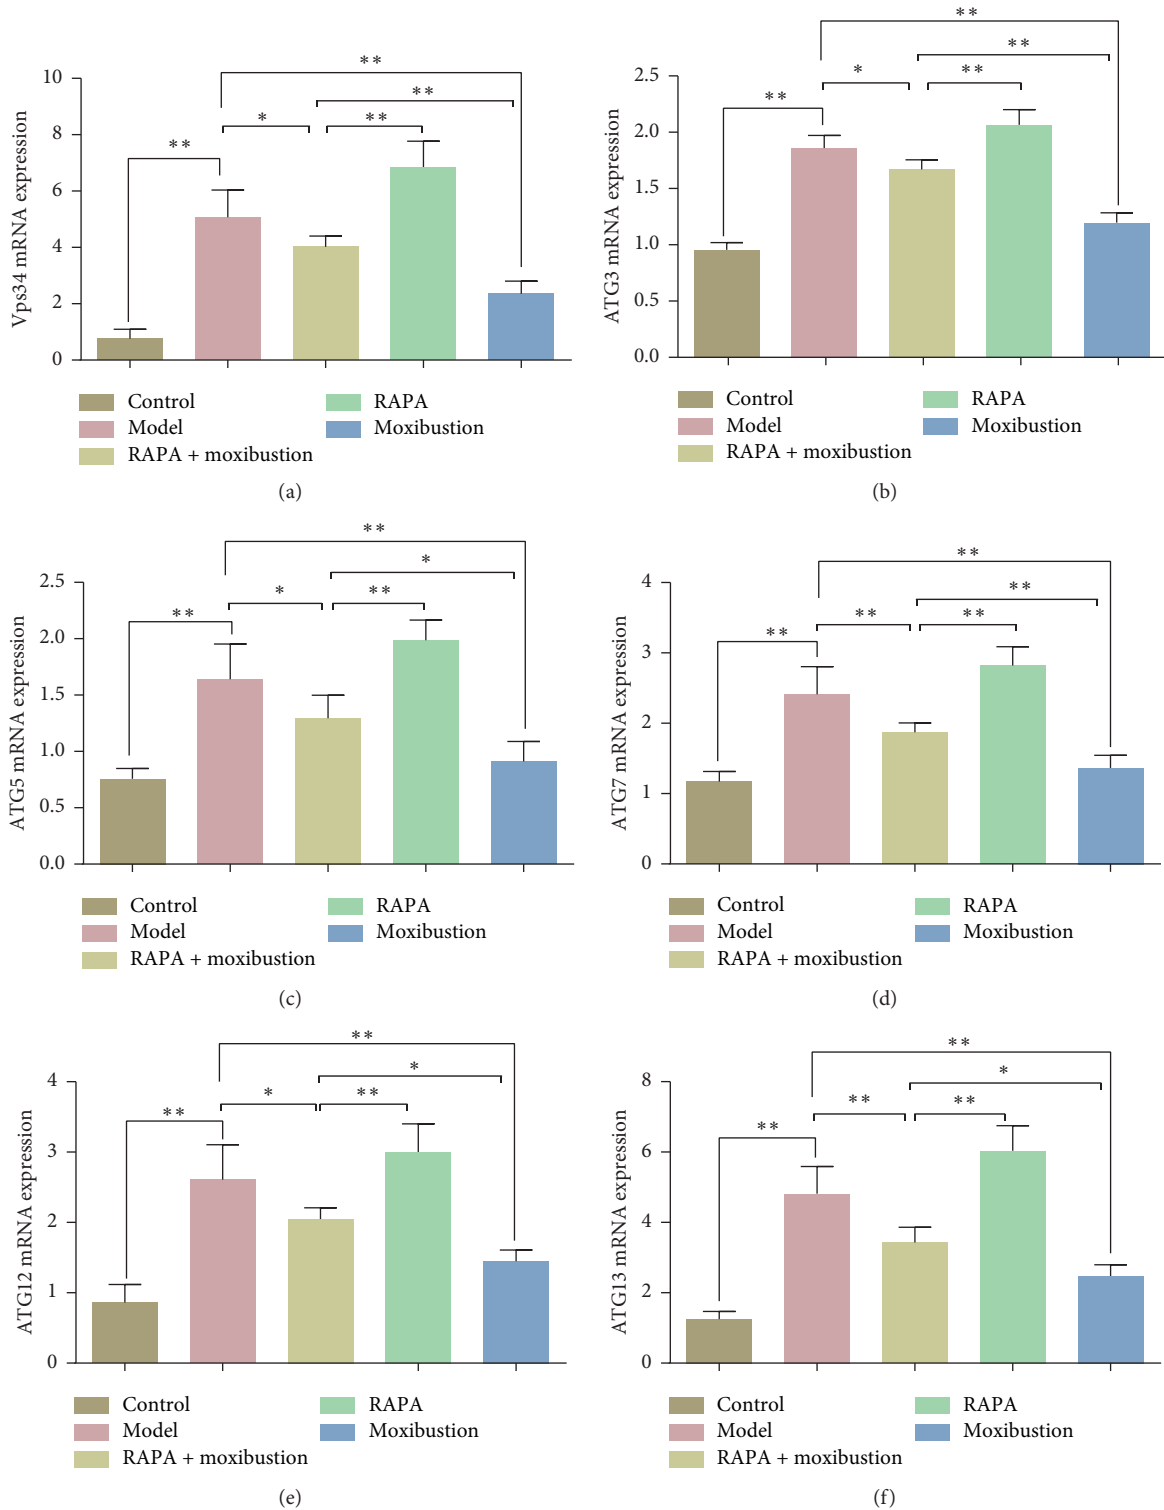 **
**
**
*
**
10
8
6
4
2
0
Vps34 mRNA expression
Control
Model
RAPA + moxibustion
RAPA
Moxibustion
(a)
**
**
*
**
**
2.5
2.0
1.5
1.0
0.5
0.0
ATG3 mRNA expression
Control
Model
RAPA + moxibustion
RAPA
Moxibustion
(b)
**
*
*
**
**
2.5
2.0
1.5
1.0
0.5
0.0
ATG5 mRNA expression
Control
Model
RAPA + moxibustion
RAPA
Moxibustion
(c)
**
**
**
**
**
4
3
2
1
0
ATG7 mRNA expression
Control
Model
RAPA + moxibustion
RAPA
Moxibustion
(d)
**
*
*
**
**
4
3
2
1
0
ATG12 mRNA expression
Control
Model
RAPA + moxibustion
RAPA
Moxibustion
(e)
**
*
**
**
**
8
6
4
2
0
ATG13 mRNA expression
Control
Model
RAPA + moxibustion
RAPA
Moxibustion
(f)